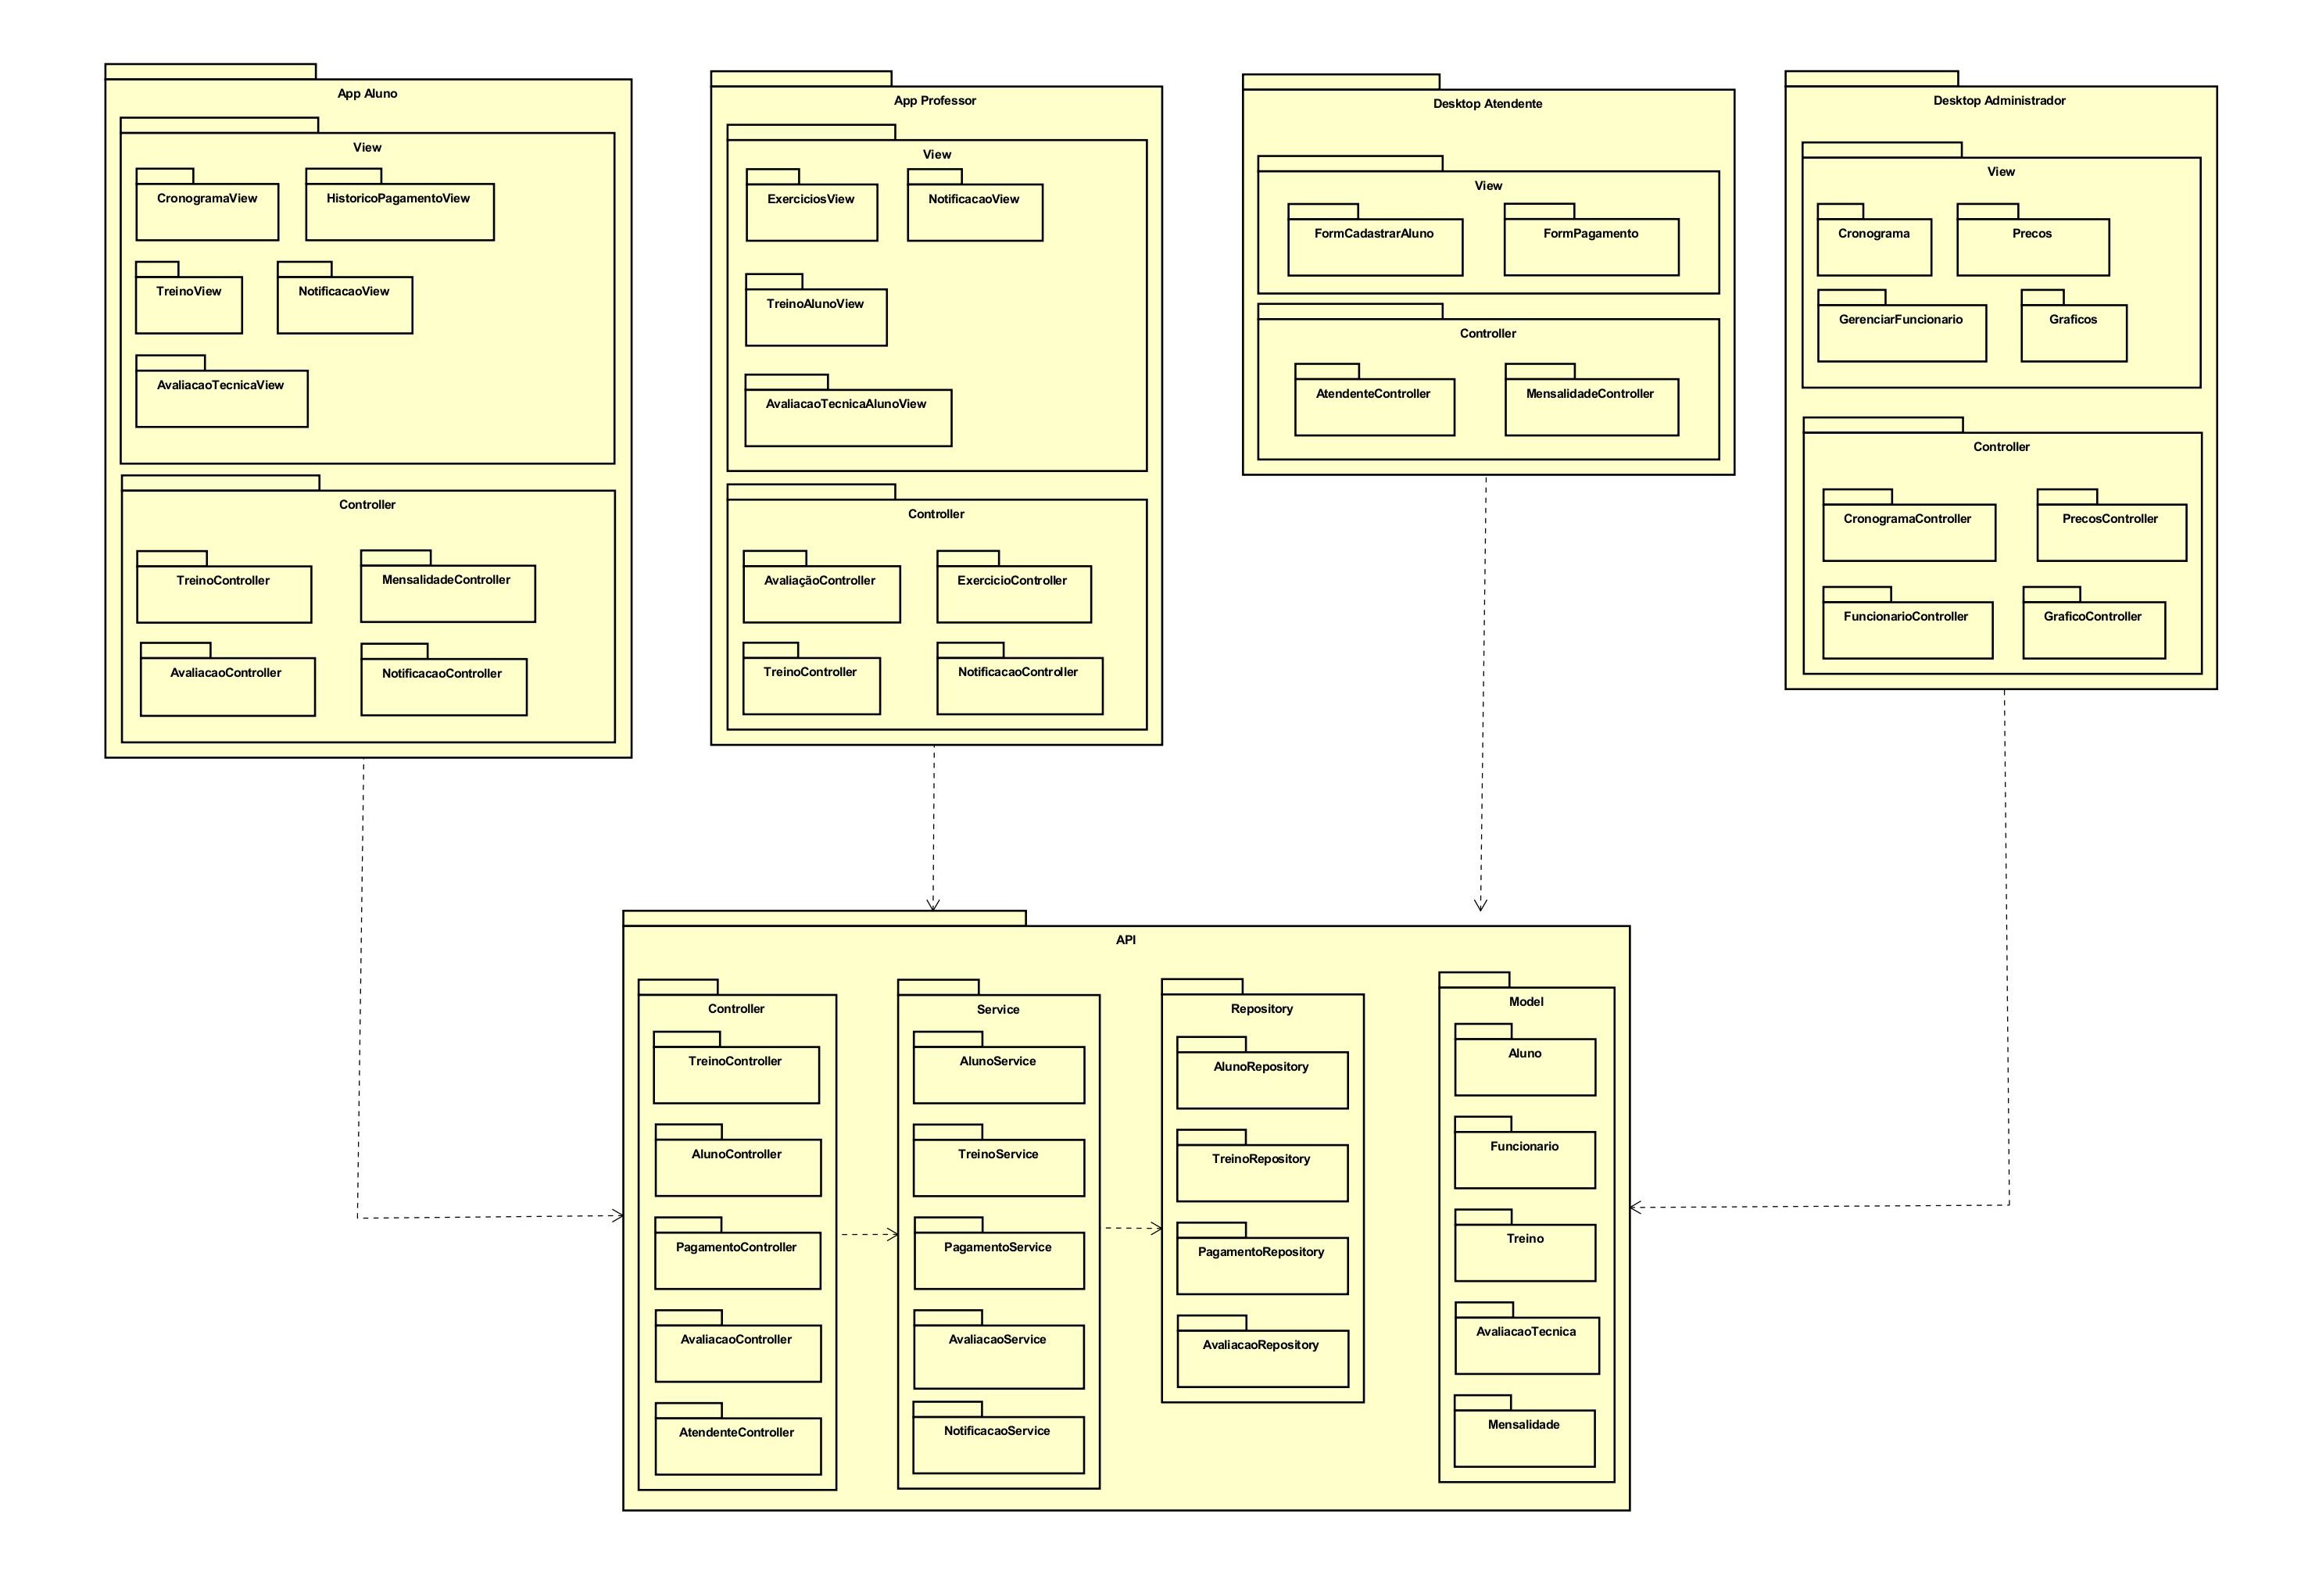 App Aluno
View
CronogramaView
HistoricoPagamentoView
TreinoView
NotificacaoView
AvaliacaoTecnicaView
Controller
TreinoController
MensalidadeController
AvaliacaoController
NotificacaoController
App Professor
View
ExerciciosView
NotificacaoView
TreinoAlunoView
AvaliacaoTecnicaAlunoView
Controller
AvaliaçãoController
ExercicioController
TreinoController
NotificacaoController
Desktop Atendente
View
FormCadastrarAluno
FormPagamento
Controller
AtendenteController
MensalidadeController
Desktop Administrador
View
Cronograma
Precos
GerenciarFuncionario
Graficos
Controller
CronogramaController
PrecosController
FuncionarioController
GraficoController
API
Controller
TreinoController
AlunoController
PagamentoController
AvaliacaoController
AtendenteController
Service
AlunoService
TreinoService
PagamentoService
AvaliacaoService
NotificacaoService
Repository
AlunoRepository
TreinoRepository
PagamentoRepository
AvaliacaoRepository
Model
Aluno
Funcionario
Treino
AvaliacaoTecnica
Mensalidade